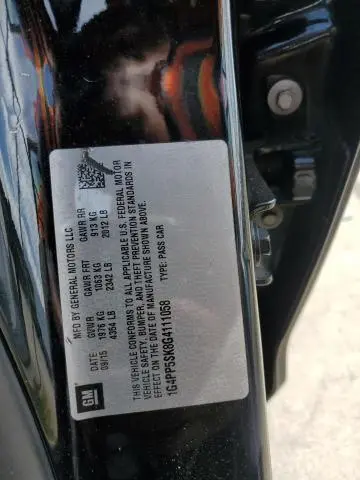 MFD BY GENERAL MOTORS LLC
DATE GVWR GAWR FRT GAWR RR
09/15 1976 KG 1063 KG 913 KG
4354 LB 2342 LB 2012 LB
THIS VEHICLE CONFORMS TO ALL APPLICABLE U.S. FEDERAL MOTOR
VEHICLE SAFETY, BUMPER, AND THEFT PREVENTION STANDARDS IN
EFFECT ON THE DATE OF MANUFACTURE SHOWN ABOVE.
1G4PP5SK8G4111058 TYPE: PASS CAR
GM